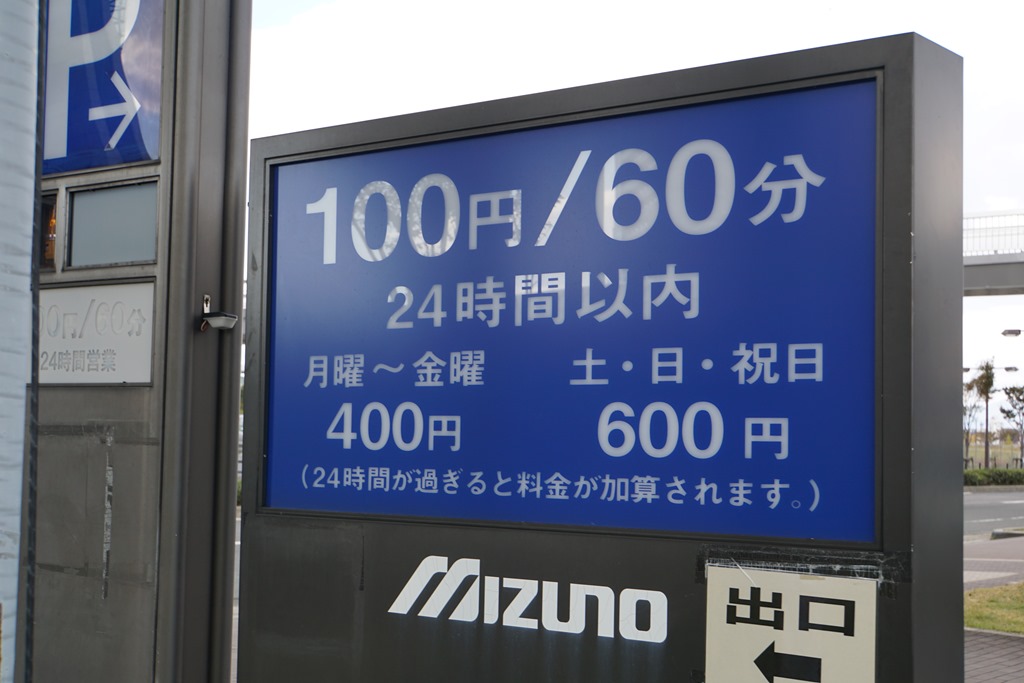 P
→
00円/60分
24時間営業
100円/60分
24時間以内
月曜～金曜 土・日・祝日
400円 600円
(24時間が過ぎると料金が加算されます。)
MIZUNO
出口
←